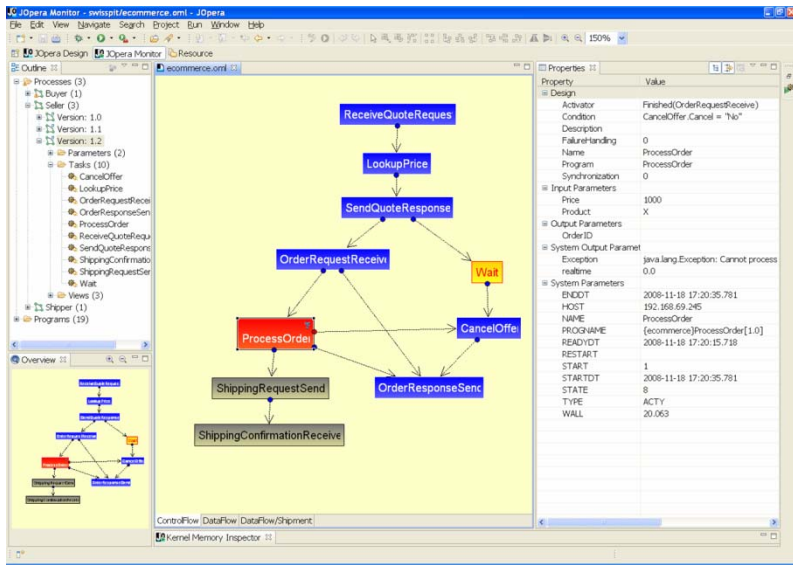 JOpera Monitor - swisspit/ecommerce.oml - JOpera
File Edit View Navigate Search Project Run Window Help
150%
JOpera Design JOpera Monitor Resource
Outline
Processes (3)
Buyer (1)
Seller (3)
Version: 1.0
Version: 1.1
Version: 1.2
Parameters (2)
Tasks (10)
CancelOffer
LookupPrice
OrderRequestRecei
OrderResponseSen
ProcessOrder
ReceiveQuoteRequ
SendQuoteRespons
ShippingConfirmatio
ShippingRequestSer
Wait
Views (3)
Shipper (1)
Programs (19)
Overview
ecommerce.oml
ReceiveQuoteReques
LookupPrice
SendQuoteResponse
OrderRequestReceive
Wait
ProcessOrder
CancelOffer
ShippingRequestSend
OrderResponseSend
ShippingConfirmationReceive
ControlFlow DataFlow DataFlow/Shipment
Kernel Memory Inspector
Properties
Property Value
Design
Activator Finished(OrderRequestReceive)
Condition CancelOffer.Cancel = "No"
Description
FailureHandling 0
Name ProcessOrder
Program ProcessOrder
Synchronization 0
Input Parameters
Price 1000
Product X
Output Parameters
OrderID
System Output Paramet
Exception java.lang.Exception: Cannot process
realtime 0.0
System Parameters
ENDDT 2008-11-18 17:20:35.781
HOST 192.168.69.245
NAME ProcessOrder
PROGNAME {ecommerce}ProcessOrder[1.0]
READYDT 2008-11-18 17:20:15.718
RESTART
START 1
STARTDT 2008-11-18 17:20:35.781
STATE 8
TYPE ACTY
WALL 20.063